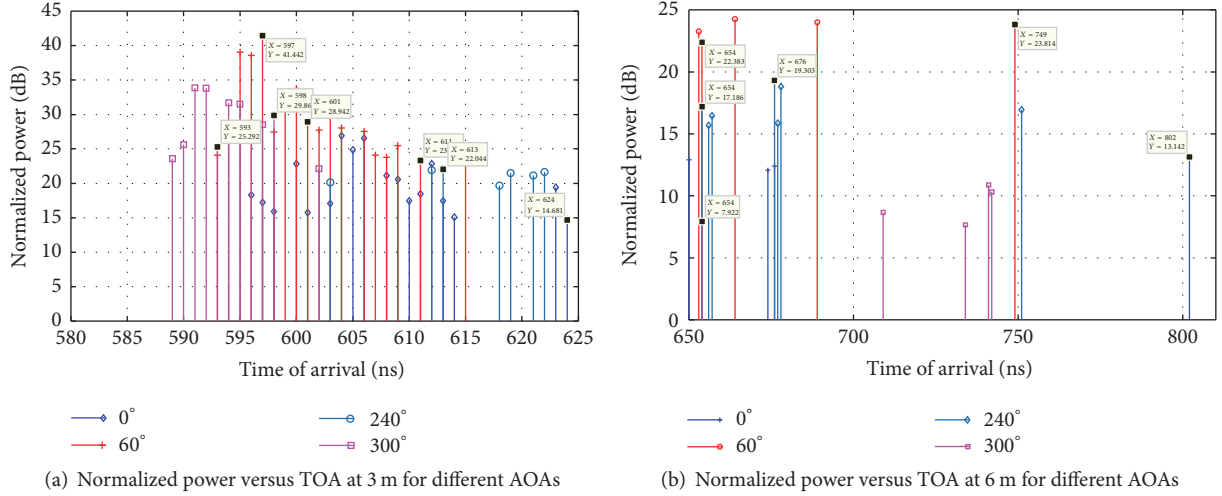 Normalized power (dB)
45
40
35
30
25
20
15
10
5
0
X = 597
Y = 41.442
X = 593
Y = 25.292
X = 598
Y = 29.86
X = 601
Y = 28.942
X = 611
X = 613
Y = 22.044
X = 624
Y = 14.681
580 585 590 595 600 605 610 615 620 625
Time of arrival (ns)
0°
60°
240°
300°
(a) Normalized power versus TOA at 3 m for different AOAs
Normalized power (dB)
25
20
15
10
5
0
X = 654
Y = 22.383
X = 654
Y = 17.186
X = 654
Y = 7.922
X = 676
Y = 19.303
X = 749
Y = 23.814
X = 802
Y = 13.142
650 700 750 800
Time of arrival (ns)
0°
60°
240°
300°
(b) Normalized power versus TOA at 6 m for different AOAs